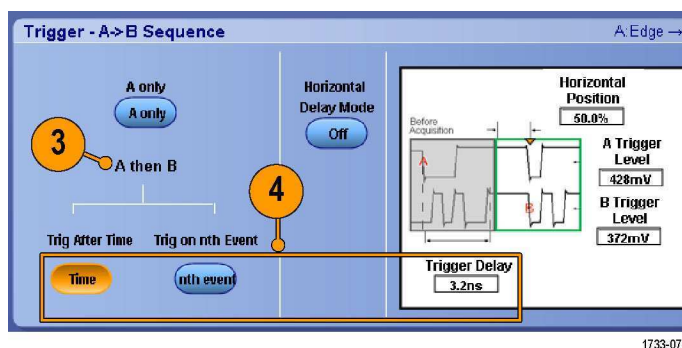 Trigger - A->B Sequence
A:Edge →
A only
A only
3
A then B
4
Trig After Time
Trig on nth Event
Time
nth event
Horizontal
Delay Mode
Off
Horizontal
Position
50.0%
Before
Acquisition
A
B
A Trigger
Level
428mV
B Trigger
Level
372mV
Trigger Delay
3.2ns
1733-07